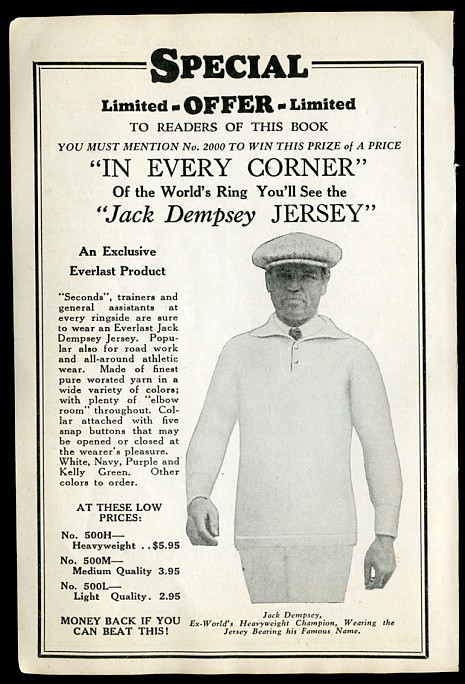 SPECIAL
Limited - OFFER - Limited
TO READERS OF THIS BOOK
YOU MUST MENTION No. 2000 TO WIN THIS PRIZE of A PRICE
"IN EVERY CORNER"
Of the World's Ring You'll See the
"Jack Dempsey JERSEY"
An Exclusive
Everlast Product
"Seconds", trainers and
general assistants at
every ringside are sure
to wear an Everlast Jack
Dempsey Jersey. Popu-
lar also for road work
and all-around athletic
wear. Made of finest
pure worsted yarn in a
wide variety of colors;
with plenty of "elbow
room" throughout. Col-
lar attached with five
snap buttons that may
be opened or closed at
the wearer's pleasure.
White, Navy, Purple and
Kelly Green. Other
colors to order.
AT THESE LOW
PRICES:
No. 500H—
Heavyweight . . $5.95
No. 500M—
Medium Quality 3.95
No. 500L—
Light Quality. 2.95
MONEY BACK IF YOU
CAN BEAT THIS!
Jack Dempsey,
Ex-World's Heavyweight Champion, Wearing the
Jersey Bearing his Famous Name.